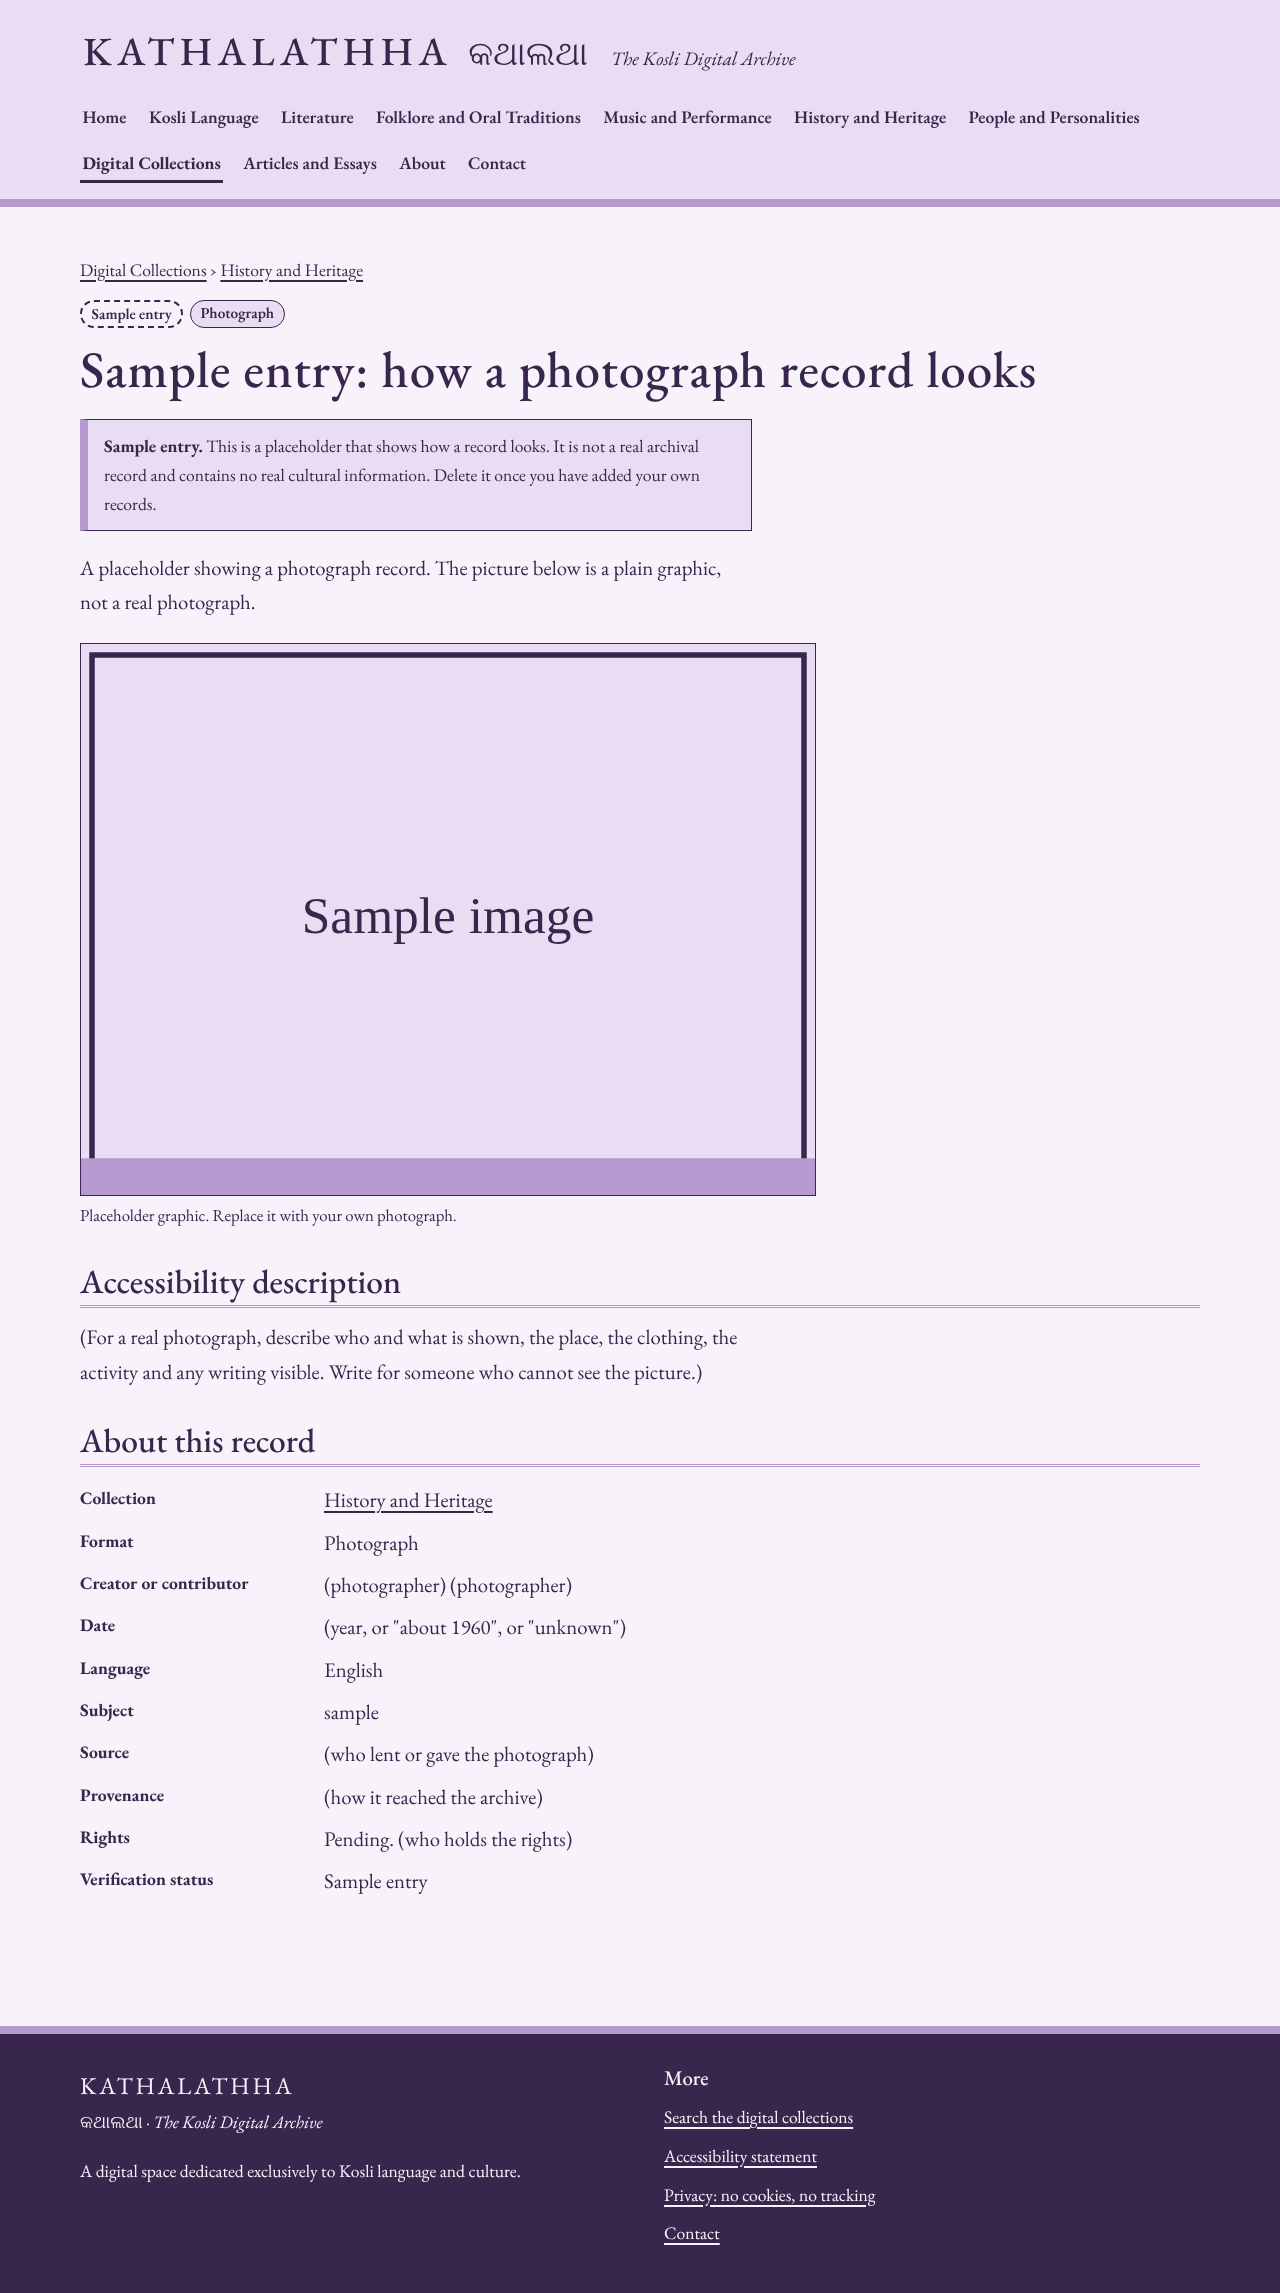 KATHALATHHA କଥାଲଥା The Kosli Digital Archive
Home Kosli Language Literature Folklore and Oral Traditions Music and Performance History and Heritage People and Personalities
Digital Collections Articles and Essays About Contact
Digital Collections › History and Heritage
Sample entry Photograph
Sample entry: how a photograph record looks
Sample entry. This is a placeholder that shows how a record looks. It is not a real archival
record and contains no real cultural information. Delete it once you have added your own
records.
A placeholder showing a photograph record. The picture below is a plain graphic,
not a real photograph.
Sample image
Placeholder graphic. Replace it with your own photograph.
Accessibility description
(For a real photograph, describe who and what is shown, the place, the clothing, the
activity and any writing visible. Write for someone who cannot see the picture.)
About this record
Collection History and Heritage
Format Photograph
Creator or contributor (photographer) (photographer)
Date (year, or "about 1960", or "unknown")
Language English
Subject sample
Source (who lent or gave the photograph)
Provenance (how it reached the archive)
Rights Pending. (who holds the rights)
Verification status Sample entry
KATHALATHHA
କଥାଲଥା · The Kosli Digital Archive
A digital space dedicated exclusively to Kosli language and culture.
More
Search the digital collections
Accessibility statement
Privacy: no cookies, no tracking
Contact